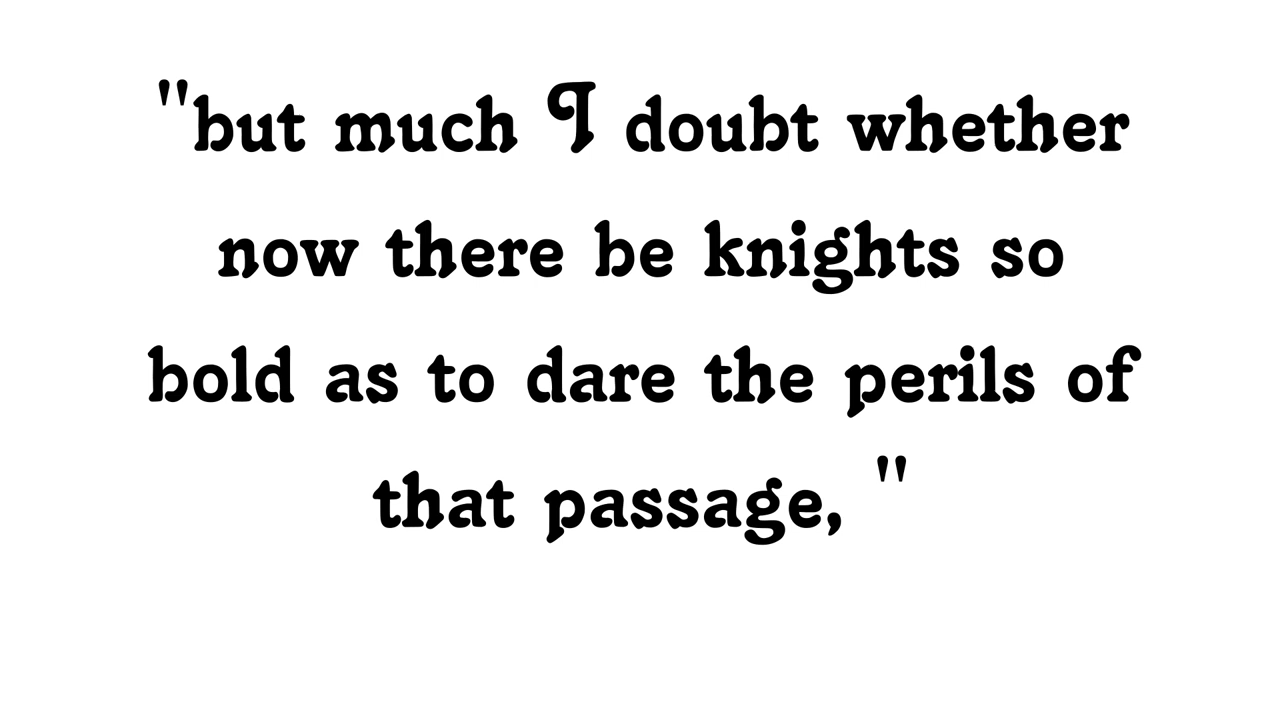 "but much I doubt whether
now there be knights so
bold as to dare the perils of
that passage, "